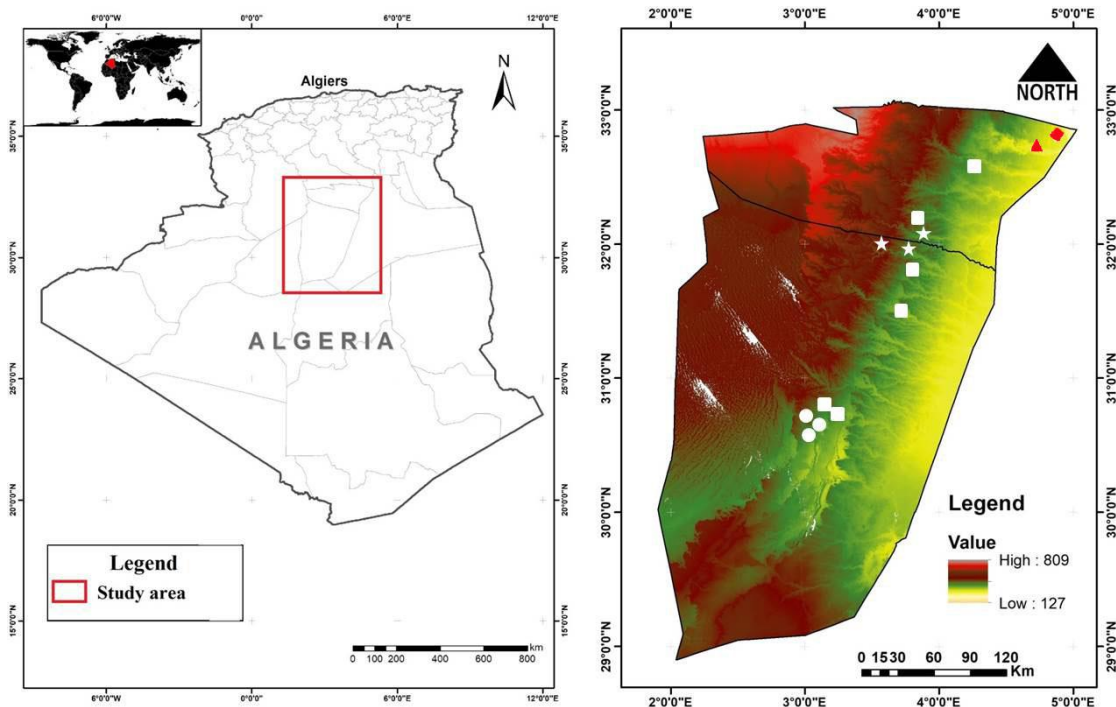 6°0'0"W
0°0'0"
6°0'0"E
12°0'0"E
Algiers
N
35°0'0"N
30°0'0"N
25°0'0"N
20°0'0"N
15°0'0"N
ALGERIA
Legend
Study area
0 100 200 400 600 800
km
6°0'0"W
0°0'0"
6°0'0"E
12°0'0"E
2°0'0"E
3°0'0"E
4°0'0"E
5°0'0"E
NORTH
33°0'0"N
32°0'0"N
31°0'0"N
30°0'0"N
29°0'0"N
Legend
Value
High : 809
Low : 127
0 15 30 60 90 120
Km
2°0'0"E
3°0'0"E
4°0'0"E
5°0'0"E